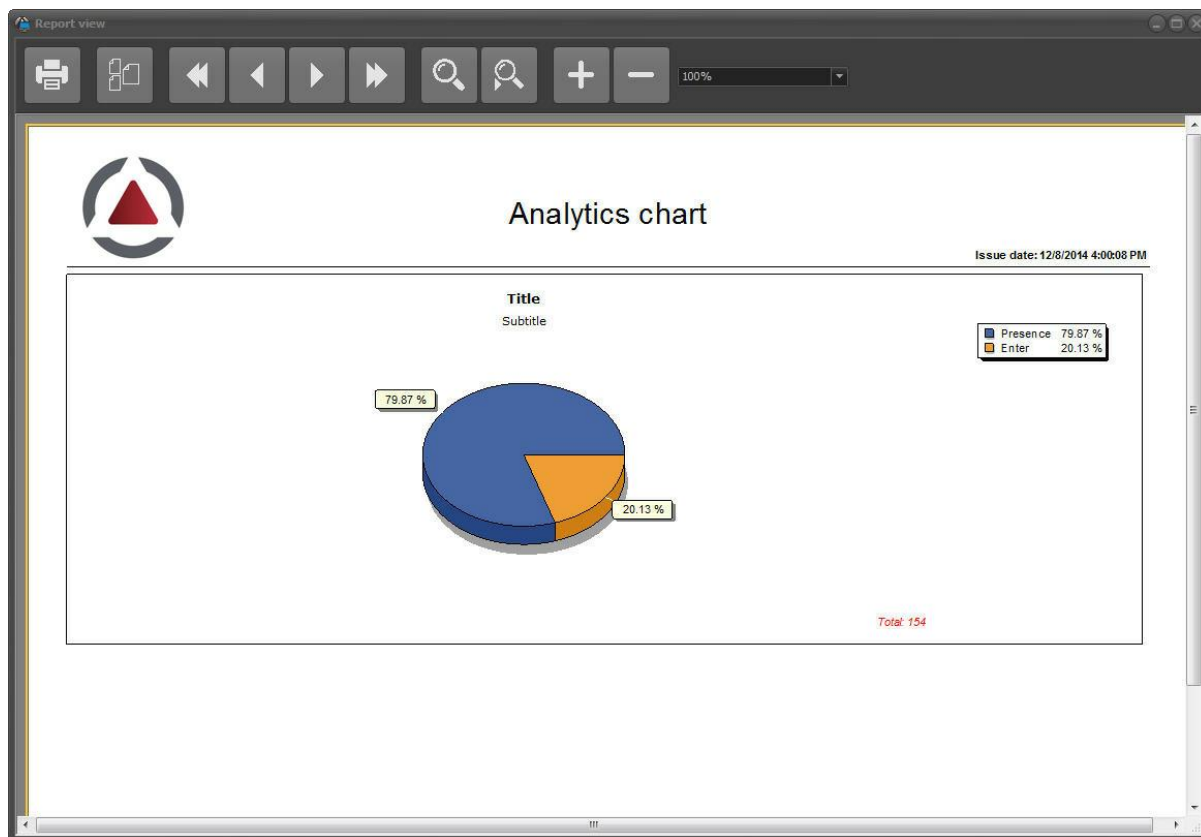 Report view
100%
Analytics chart
Issue date: 12/8/2014 4:00:08 PM
Title
Subtitle
Presence 79.87 %
Enter 20.13 %
79.87 %
20.13 %
Total: 154